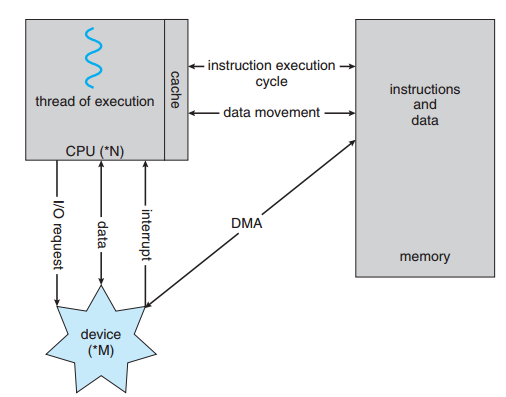 thread of execution
cache
CPU (*N)
instruction execution
cycle
data movement
instructions
and
data
memory
I/O request
data
interrupt
DMA
device
(*M)